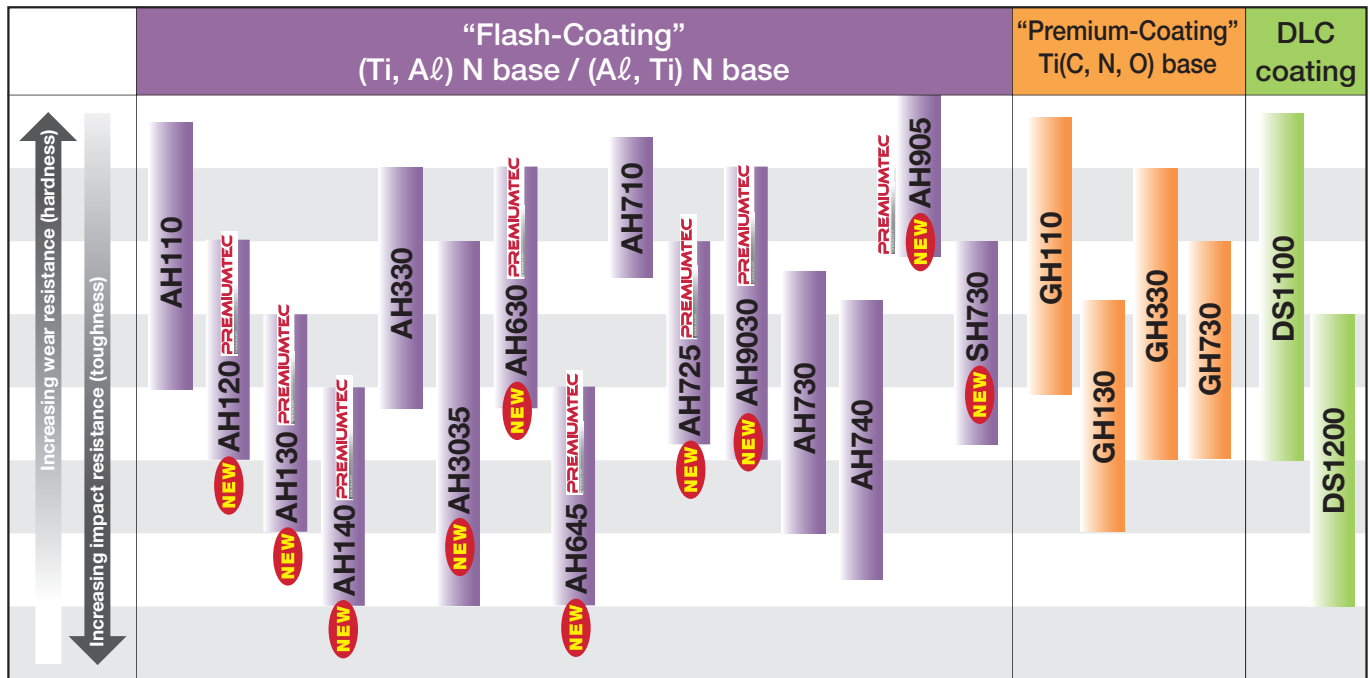 “Flash-Coating”
(Ti, Aℓ) N base / (Aℓ, Ti) N base
“Premium-Coating”
Ti(C, N, O) base
DLC
coating
Increasing wear resistance (hardness)
Increasing impact resistance (toughness)
AH110
NEW AH120 PREMIUMTEC
NEW AH130 PREMIUMTEC
NEW AH140 PREMIUMTEC
AH330
NEW AH3035
NEW AH630 PREMIUMTEC
NEW AH645 PREMIUMTEC
AH710
NEW AH725 PREMIUMTEC
NEW AH9030 PREMIUMTEC
AH730
AH740
PREMIUMTEC
NEW AH905
NEW SH730
GH110
GH130
GH330
GH730
DS1100
DS1200